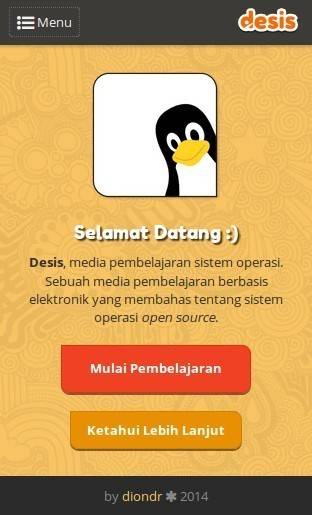 Menu
desis
Selamat Datang :)
Desis, media pembelajaran sistem operasi.
Sebuah media pembelajaran berbasis
elektronik yang membahas tentang sistem
operasi open source.
Mulai Pembelajaran
Ketahui Lebih Lanjut
by diondr ✱ 2014